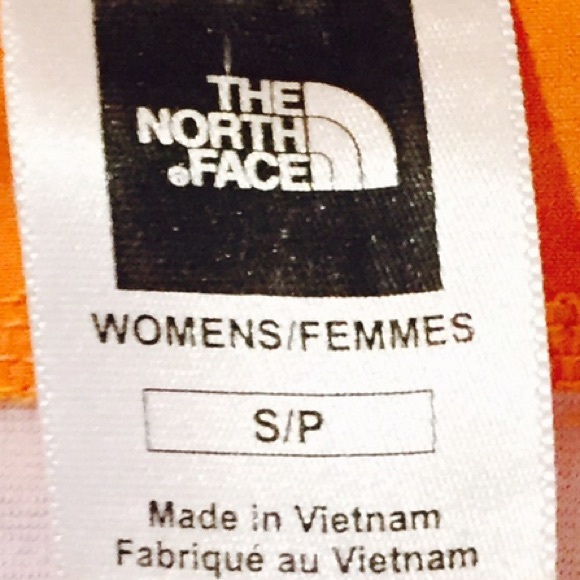 THE
NORTH
®FACE
WOMENS/FEMMES
S/P
Made in Vietnam
Fabriqué au Vietnam